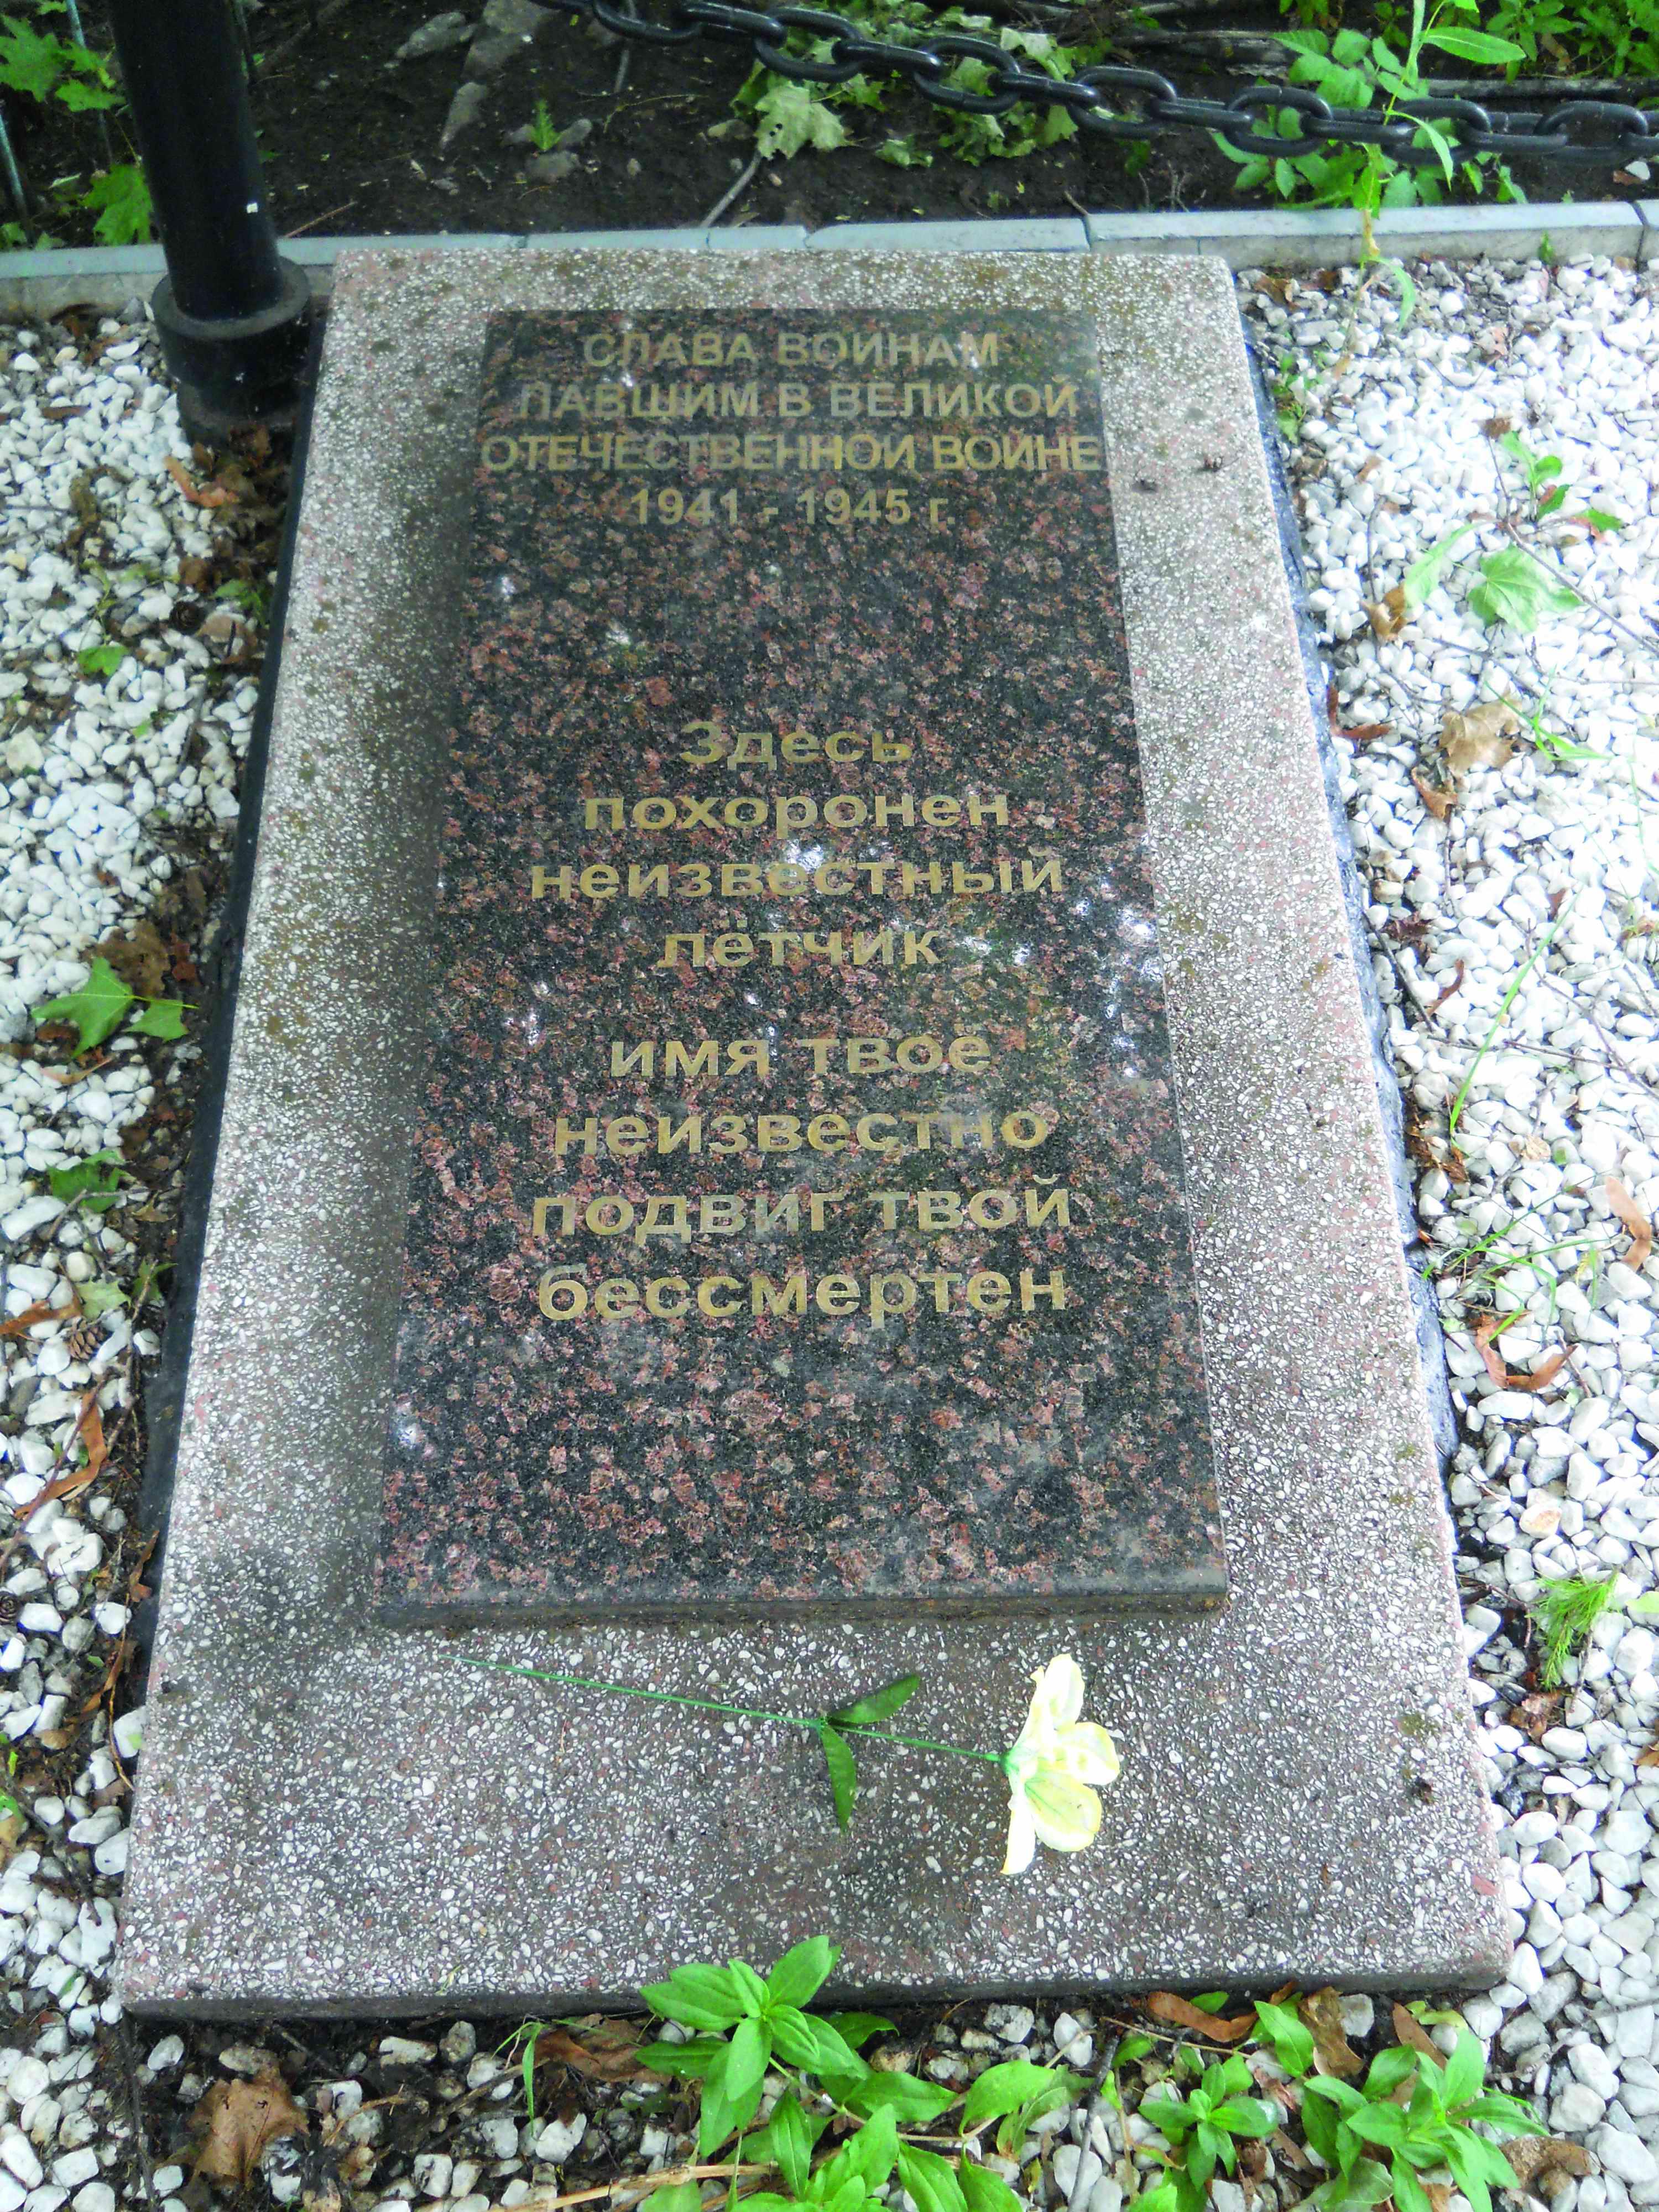 СЛАВА ВОИНАМ
ПАВШИМ В ВЕЛИКОЙ
ОТЕЧЕСТВЕННОЙ ВОЙНЕ
1941 - 1945 г.
Здесь
похоронен
неизвестный
лётчик
имя твоё
неизвестно
подвиг твой
бессмертен